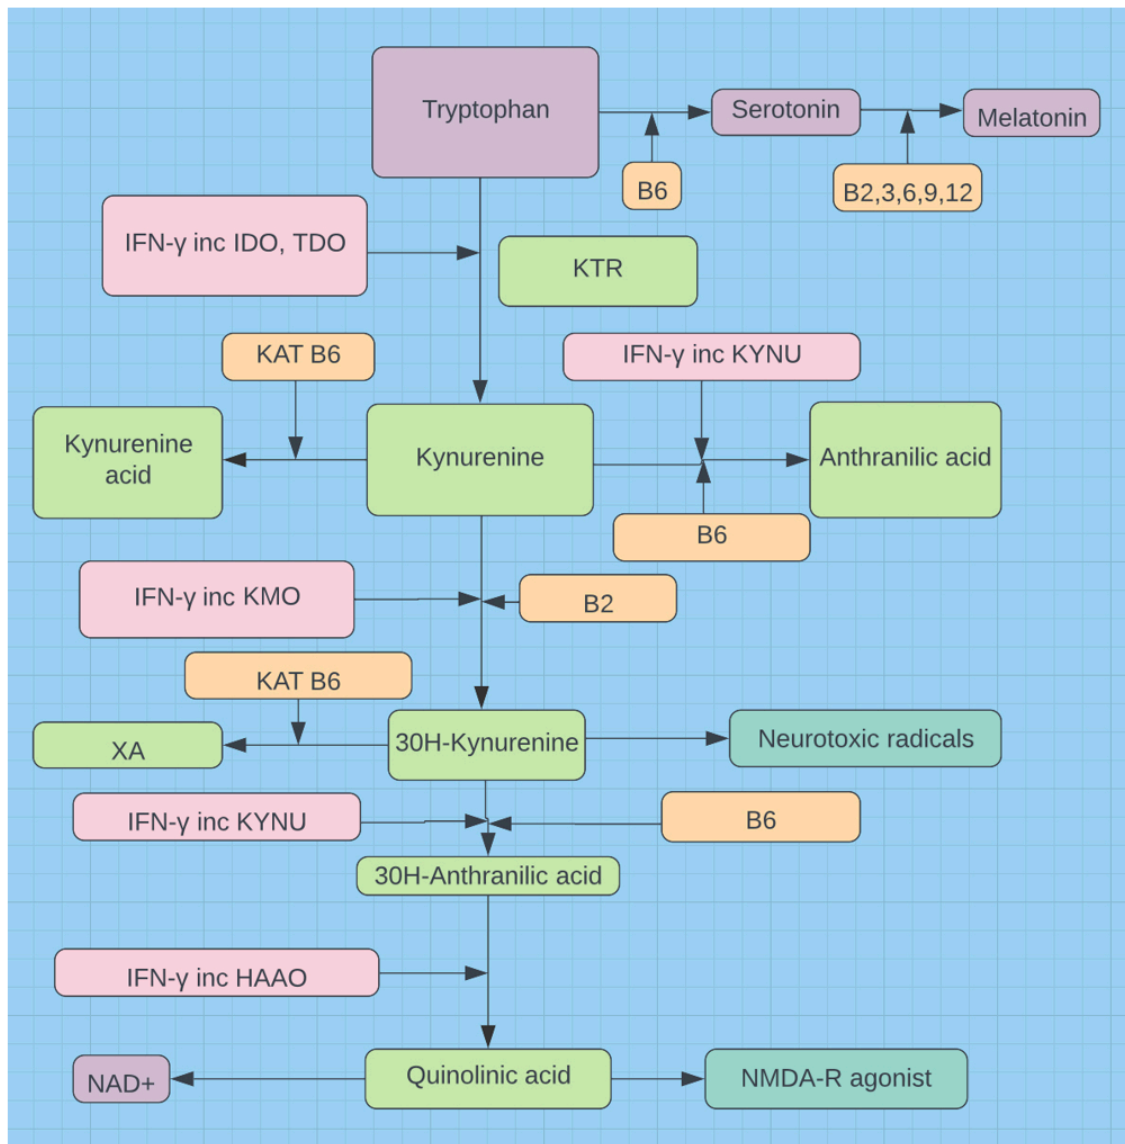 Tryptophan
Serotonin
Melatonin
B6
B2,3,6,9,12
IFN-γ inc IDO, TDO
KTR
KAT B6
IFN-γ inc KYNU
Kynurenine
acid
Kynurenine
Anthranilic acid
B6
IFN-γ inc KMO
B2
KAT B6
XA
30H-Kynurenine
Neurotoxic radicals
IFN-γ inc KYNU
B6
30H-Anthranilic acid
IFN-γ inc HAAO
NAD+
Quinolinic acid
NMDA-R agonist